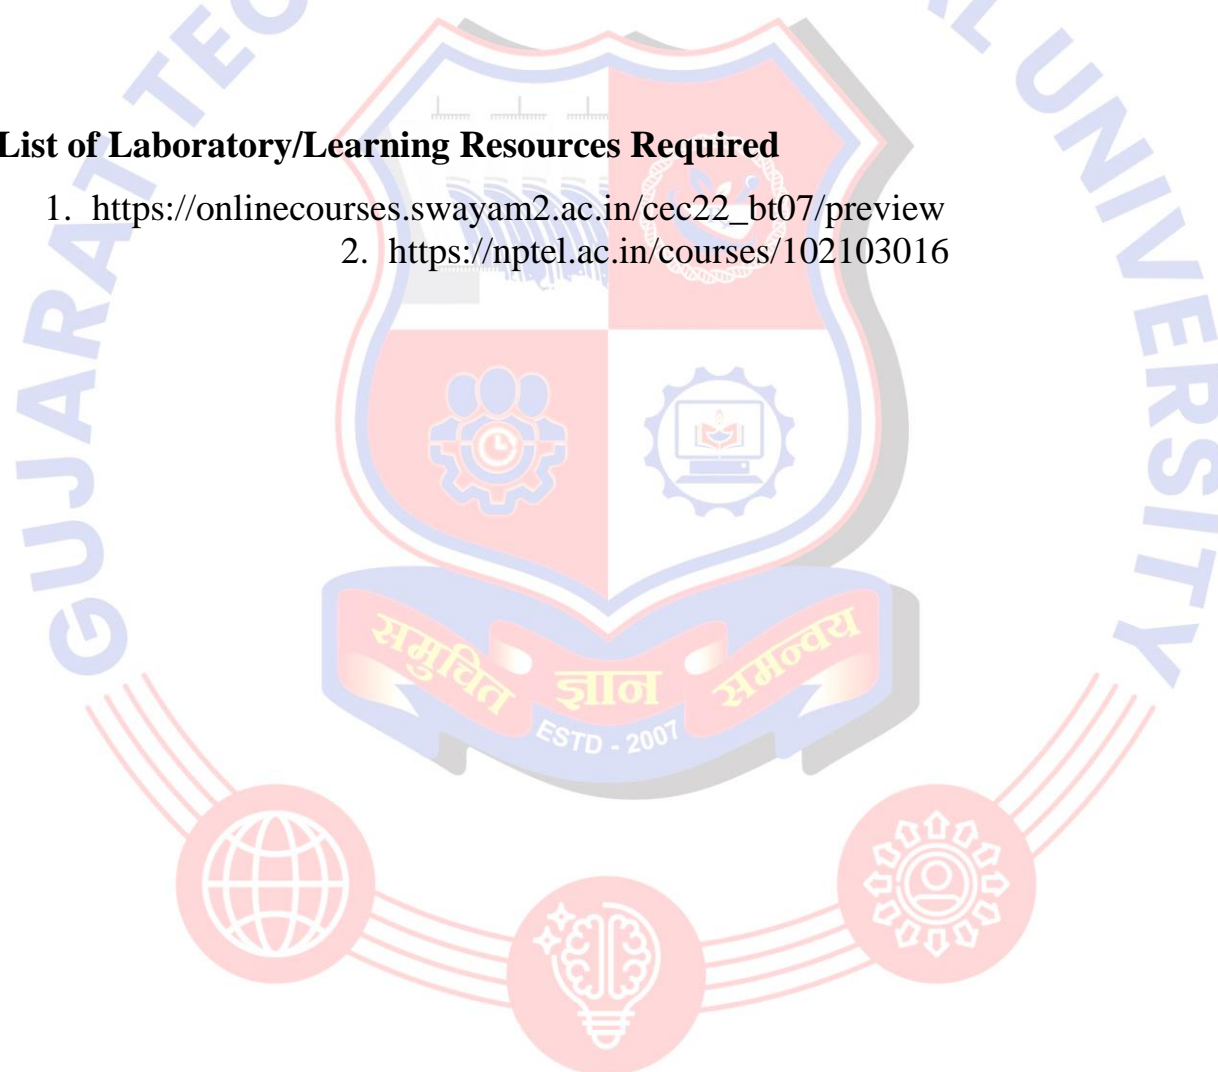 List of Laboratory/Learning Resources Required
1. https://onlinecourses.swayam2.ac.in/cec22_bt07/preview
2. https://nptel.ac.in/courses/102103016
GUJARAT TECHNOLOGICAL UNIVERSITY
समुचित ज्ञान समन्वय
ESTD - 2007